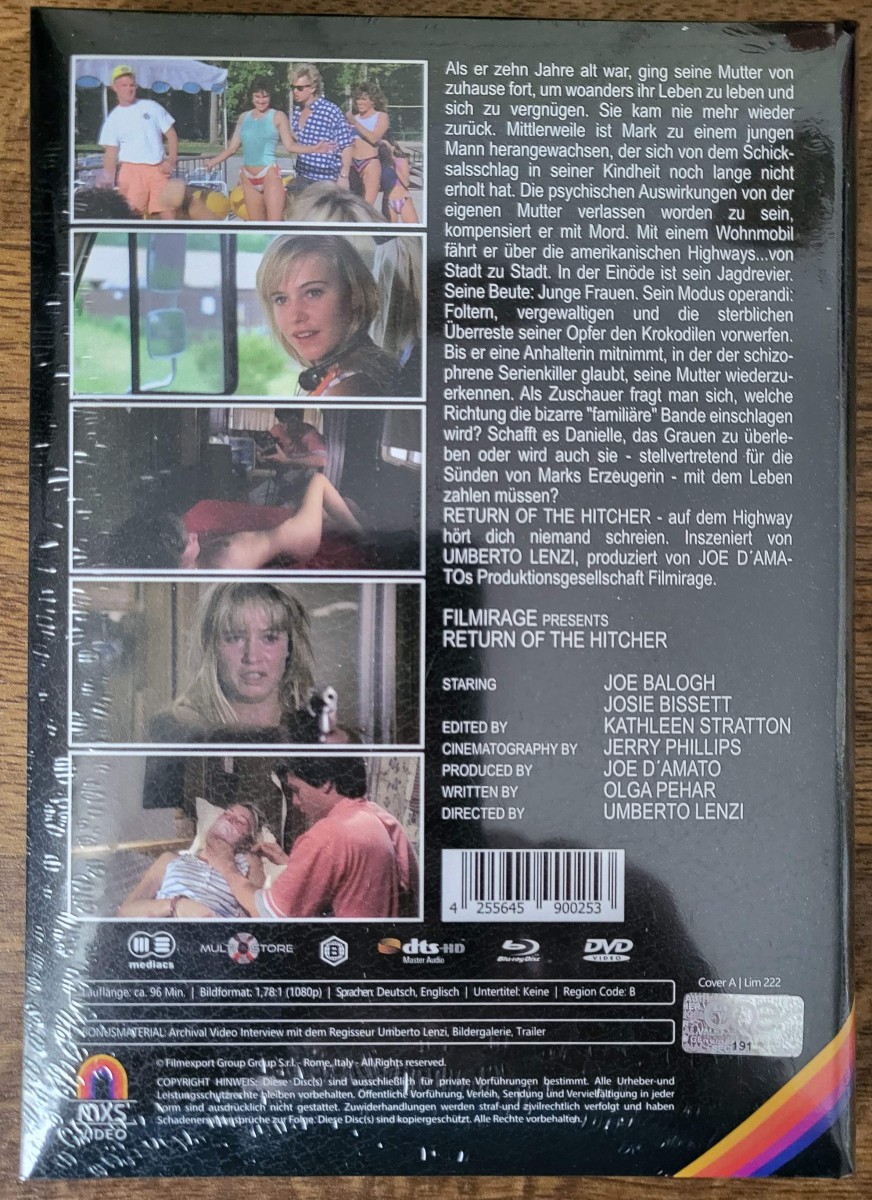 Als er zehn Jahre alt war, ging seine Mutter von
zuhause fort, um woanders ihr Leben zu leben und
sich zu vergnügen. Sie kam nie mehr wieder
zurück. Mittlerweile ist Mark zu einem jungen
Mann herangewachsen, der sich von dem Schick-
salsschlag in seiner Kindheit noch lange nicht
erholt hat. Die psychischen Auswirkungen von der
eigenen Mutter verlassen worden zu sein,
kompensiert er mit Mord. Mit einem Wohnmobil
fährt er über die amerikanischen Highways...von
Stadt zu Stadt. In der Einöde ist sein Jagdrevier.
Seine Beute: Junge Frauen. Sein Modus operandi:
Foltern, vergewaltigen und die sterblichen
Überreste seiner Opfer den Krokodilen vorwerfen.
Bis er eine Anhalterin mitnimmt, in der der schizo-
phrene Serienkiller glaubt, seine Mutter wiederzu-
erkennen. Als Zuschauer fragt man sich, welche
Richtung die bizarre "familiäre" Bande einschlagen
wird? Schafft es Danielle, das Grauen zu überle-
ben oder wird auch sie - stellvertretend für die
Sünden von Marks Erzeugerin - mit dem Leben
zahlen müssen?
RETURN OF THE HITCHER - auf dem Highway
hört dich niemand schreien. Inszeniert von
UMBERTO LENZI, produziert von JOE D´AMA-
TOs Produktionsgesellschaft Filmirage.
FILMIRAGE PRESENTS
RETURN OF THE HITCHER
STARING JOE BALOGH
JOSIE BISSETT
EDITED BY KATHLEEN STRATTON
CINEMATOGRAPHY BY JERRY PHILLIPS
PRODUCED BY JOE D´AMATO
WRITTEN BY OLGA PEHAR
DIRECTED BY UMBERTO LENZI
4 255645 900253
mediacs
MULTI STORE
B
dts-HD Master Audio
Blu-ray Disc
DVD VIDEO
Lauflänge: ca. 96 Min. | Bildformat: 1,78:1 (1080p) | Sprachen: Deutsch, Englisch | Untertitel: Keine | Region Code: B
Cover A | Lim 222
191
BONUSMATERIAL: Archival Video Interview mit dem Regisseur Umberto Lenzi, Bildergalerie, Trailer
© Filmexport Group Group S.r.l. - Rome, Italy - All Rights reserved.
COPYRIGHT HINWEIS: Diese Disc(s) sind ausschließlich für private Vorführungen bestimmt. Alle Urheber-und
Leistungsschutzrechte bleiben vorbehalten. Öffentliche Vorführung, Verleih, Sendung und Vervielfältigung in jeder
Form sind ausdrücklich nicht gestattet. Zuwiderhandlungen werden straf-und zivilrechtlich verfolgt und haben
Schadenersatzansprüche zur Folge. Diese Disc(s) sind kopiergeschützt. Alle Rechte vorbehalten.
MXS
VIDEO